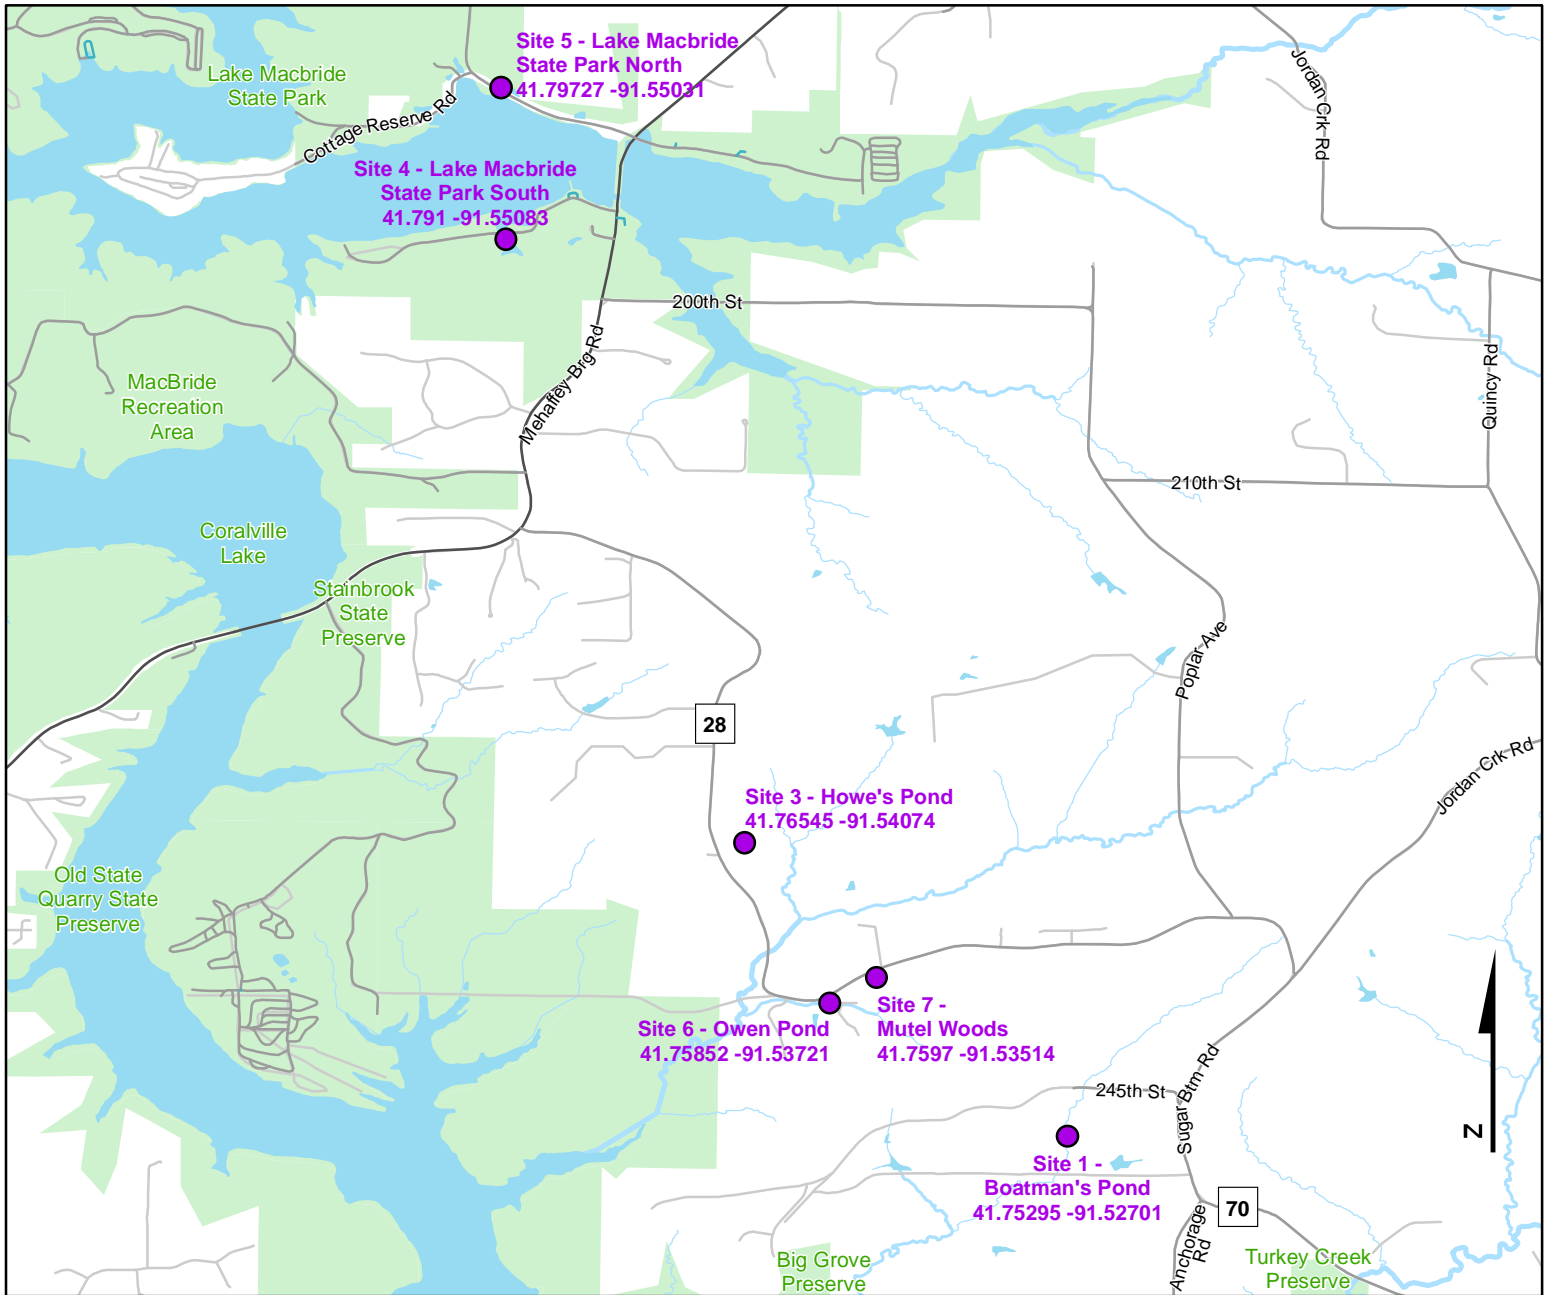 Site 5 - Lake Macbride
State Park North
41.79727 -91.55031
Lake Macbride
State Park
Cottage Reserve Rd
Jordan Crk Rd
Site 4 - Lake Macbride
State Park South
41.791 -91.55083
200th St
Mehaffey Brg Rd
Quincy Rd
MacBride
Recreation
Area
210th St
Coralville
Lake
Stainbrook
State
Preserve
Poplar Ave
28
Jordan Crk Rd
Site 3 - Howe's Pond
41.76545 -91.54074
Old State
Quarry State
Preserve
Site 7 -
Mutel Woods
41.7597 -91.53514
Site 6 - Owen Pond
41.75852 -91.53721
245th St
Sugar Btm Rd
N
Site 1 -
Boatman's Pond
41.75295 -91.52701
70
Anchorage
Rd
Big Grove
Preserve
Turkey Creek
Preserve